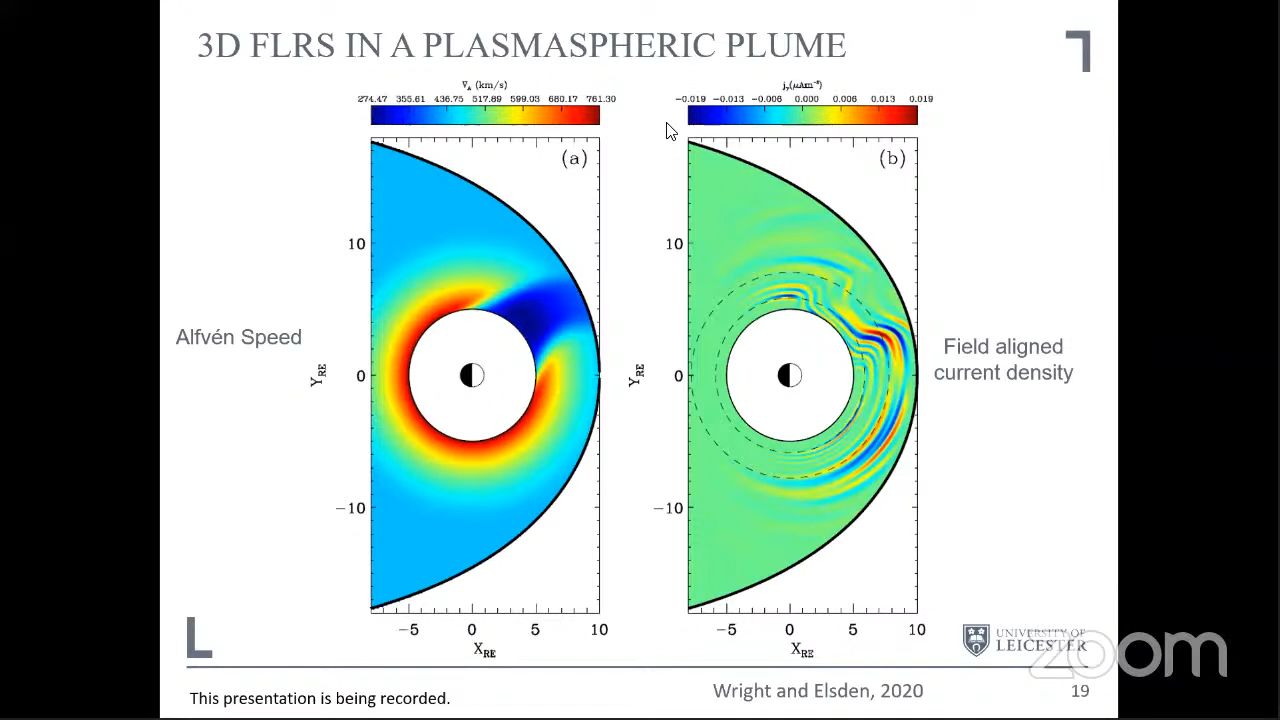 3D FLRS IN A PLASMASPHERIC PLUME
V_A (km/s)
274.47 355.61 436.75 517.89 599.03 680.17 761.30
j_γ(μAm⁻²)
−0.019 −0.013 −0.006 0.000 0.006 0.013 0.019
(a)
(b)
10
0
−10
Y_RE
−5 0 5 10
X_RE
10
0
−10
Y_RE
−5 0 5 10
X_RE
Alfvén Speed
Field aligned
current density
UNIVERSITY OF
LEICESTER
zoom
This presentation is being recorded.
Wright and Elsden, 2020
19